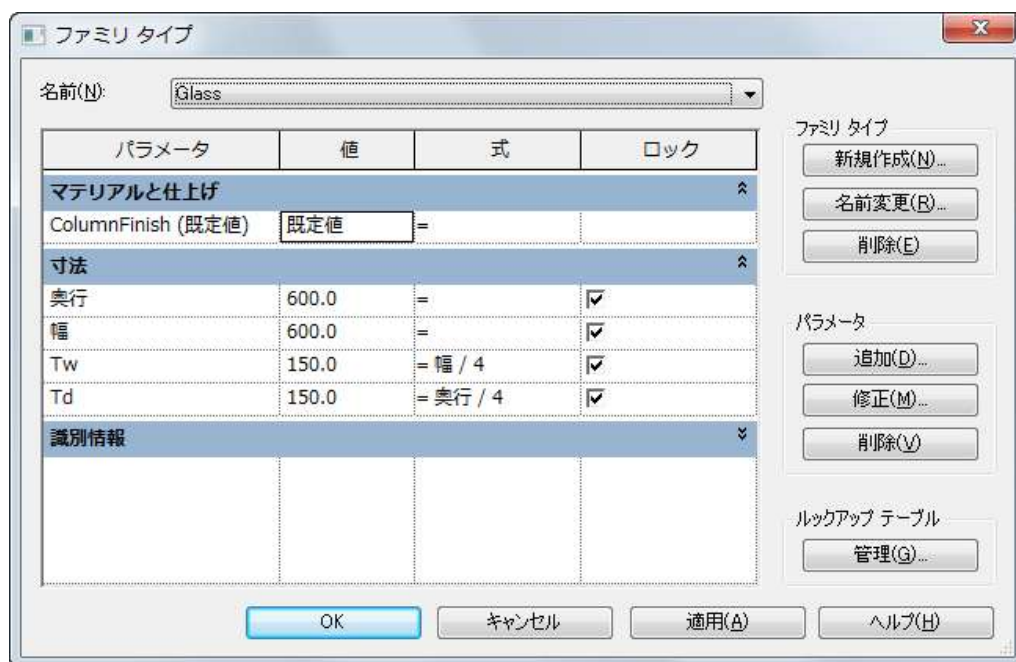 ファミリ タイプ
名前(N): Glass
パラメータ 値 式 ロック
マテリアルと仕上げ
ColumnFinish (既定値) 既定値 =
寸法
奥行 600.0 =
幅 600.0 =
Tw 150.0 = 幅 / 4
Td 150.0 = 奥行 / 4
識別情報
ファミリ タイプ
新規作成(N)...
名前変更(R)...
削除(E)
パラメータ
追加(D)...
修正(M)...
削除(V)
ルックアップ テーブル
管理(G)...
OK キャンセル 適用(A) ヘルプ(H)